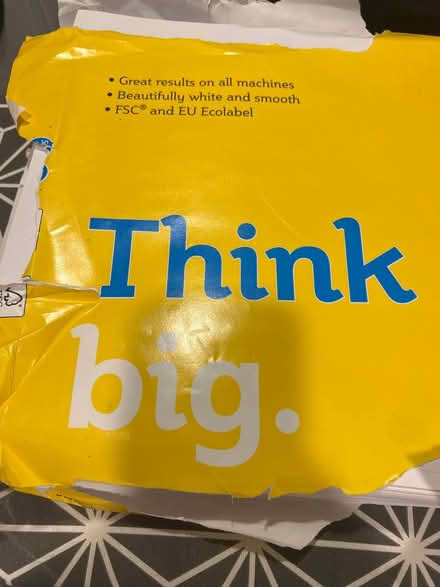 • Great results on all machines
• Beautifully white and smooth
• FSC® and EU Ecolabel
Think
big.